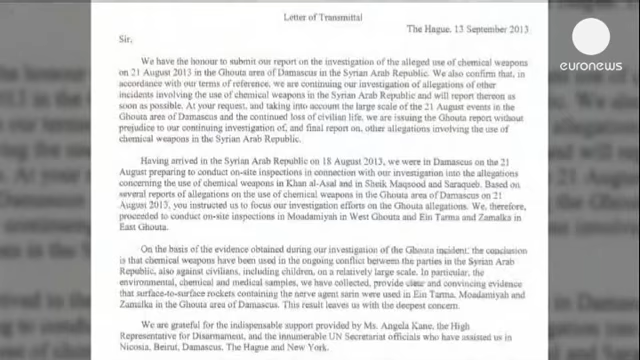 Letter of Transmittal
The Hague, 13 September 2013
Sir,
We have the honour to submit our report on the investigation of the alleged use of chemical weapons
on 21 August 2013 in the Ghouta area of Damascus in the Syrian Arab Republic. We also confirm that, in
accordance with our terms of reference, we are continuing our investigation of allegations of other
incidents involving the use of chemical weapons in the Syrian Arab Republic and will report thereon as
soon as possible. At your request, and taking into account the large scale of the 21 August events in the
Ghouta area of Damascus and the continued loss of civilian life, we are issuing the Ghouta report without
prejudice to our continuing investigation of, and final report on, other allegations involving the use of
chemical weapons in the Syrian Arab Republic.
Having arrived in the Syrian Arab Republic on 18 August 2013, we were in Damascus on the 21
August preparing to conduct on-site inspections in connection with our investigation into the allegations
concerning the use of chemical weapons in Khan al-Asal and in Sheik Maqsood and Saraqueb. Based on
several reports of allegations on the use of chemical weapons in the Ghouta area of Damascus on 21
August 2013, you instructed us to focus our investigation efforts on the Ghouta allegations. We, therefore,
proceeded to conduct on-site inspections in Moadamiyah in West Ghouta and Ein Tarma and Zamalka in
East Ghouta.
On the basis of the evidence obtained during our investigation of the Ghouta incident, the conclusion
is that chemical weapons have been used in the ongoing conflict between the parties in the Syrian Arab
Republic, also against civilians, including children, on a relatively large scale. In particular, the
environmental, chemical and medical samples, we have collected, provide clear and convincing evidence
that surface-to-surface rockets containing the nerve agent sarin were used in Ein Tarma, Moadamiyah and
Zamalka in the Ghouta area of Damascus. This result leaves us with the deepest concern.
We are grateful for the indispensable support provided by Ms. Angela Kane, the High
Representative for Disarmament, and the innumerable UN Secretariat officials who have assisted us in
Nicosia, Beirut, Damascus, The Hague and New York.
euronews